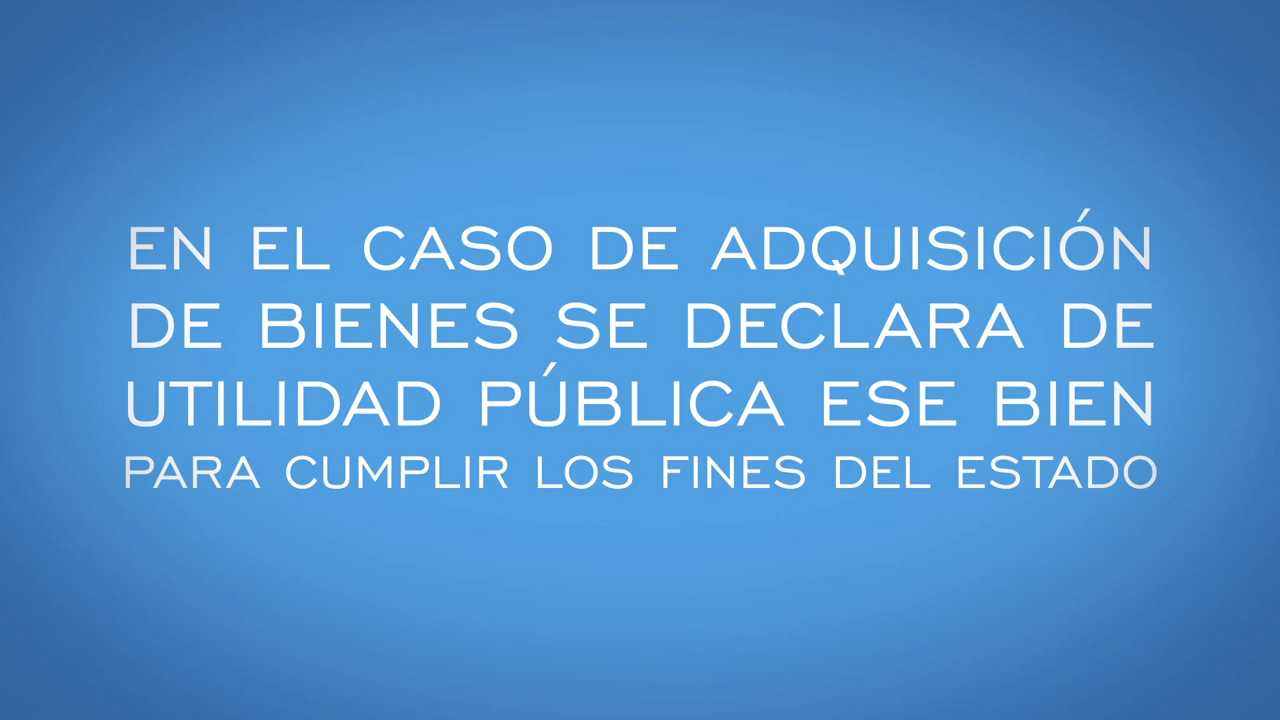 EN EL CASO DE ADQUISICIÓN
DE BIENES SE DECLARA DE
UTILIDAD PÚBLICA ESE BIEN
PARA CUMPLIR LOS FINES DEL ESTADO